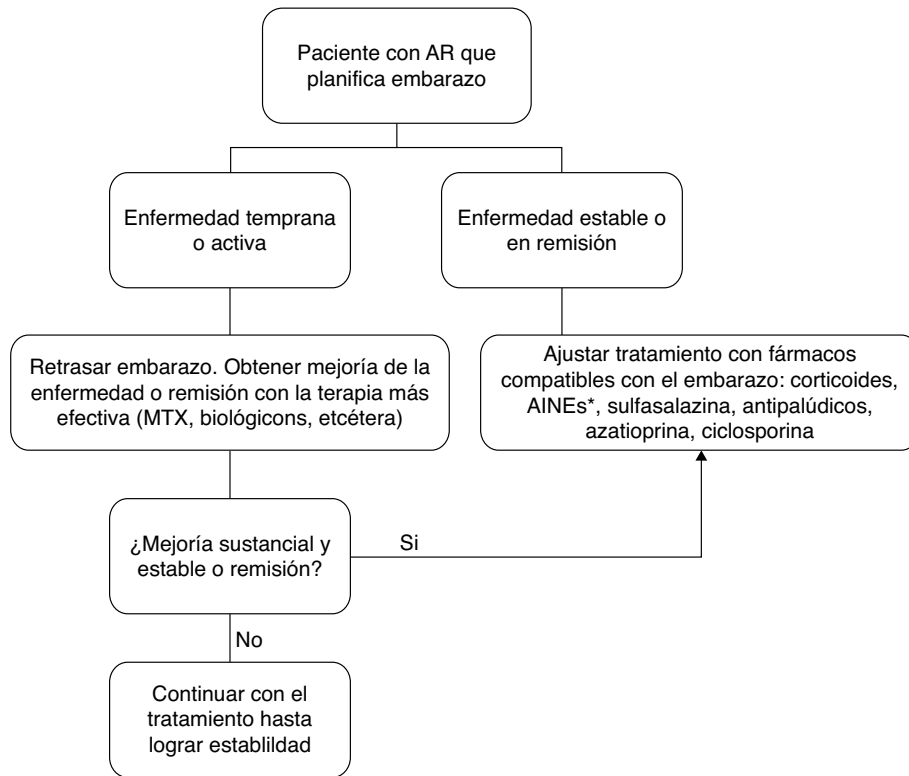 Paciente con AR que
planifica embarazo
Enfermedad temprana
o activa
Enfermedad estable o
en remisión
Retrasar embarazo. Obtener mejoría de la
enfermedad o remisión con la terapia más
efectiva (MTX, biológicons, etcétera)
Ajustar tratamiento con fármacos
compatibles con el embarazo: corticoides,
AINEs*, sulfasalazina, antipalúdicos,
azatioprina, ciclosporina
¿Mejoría sustancial y
estable o remisión?
Si
No
Continuar con el
tratamiento hasta
lograr establildad